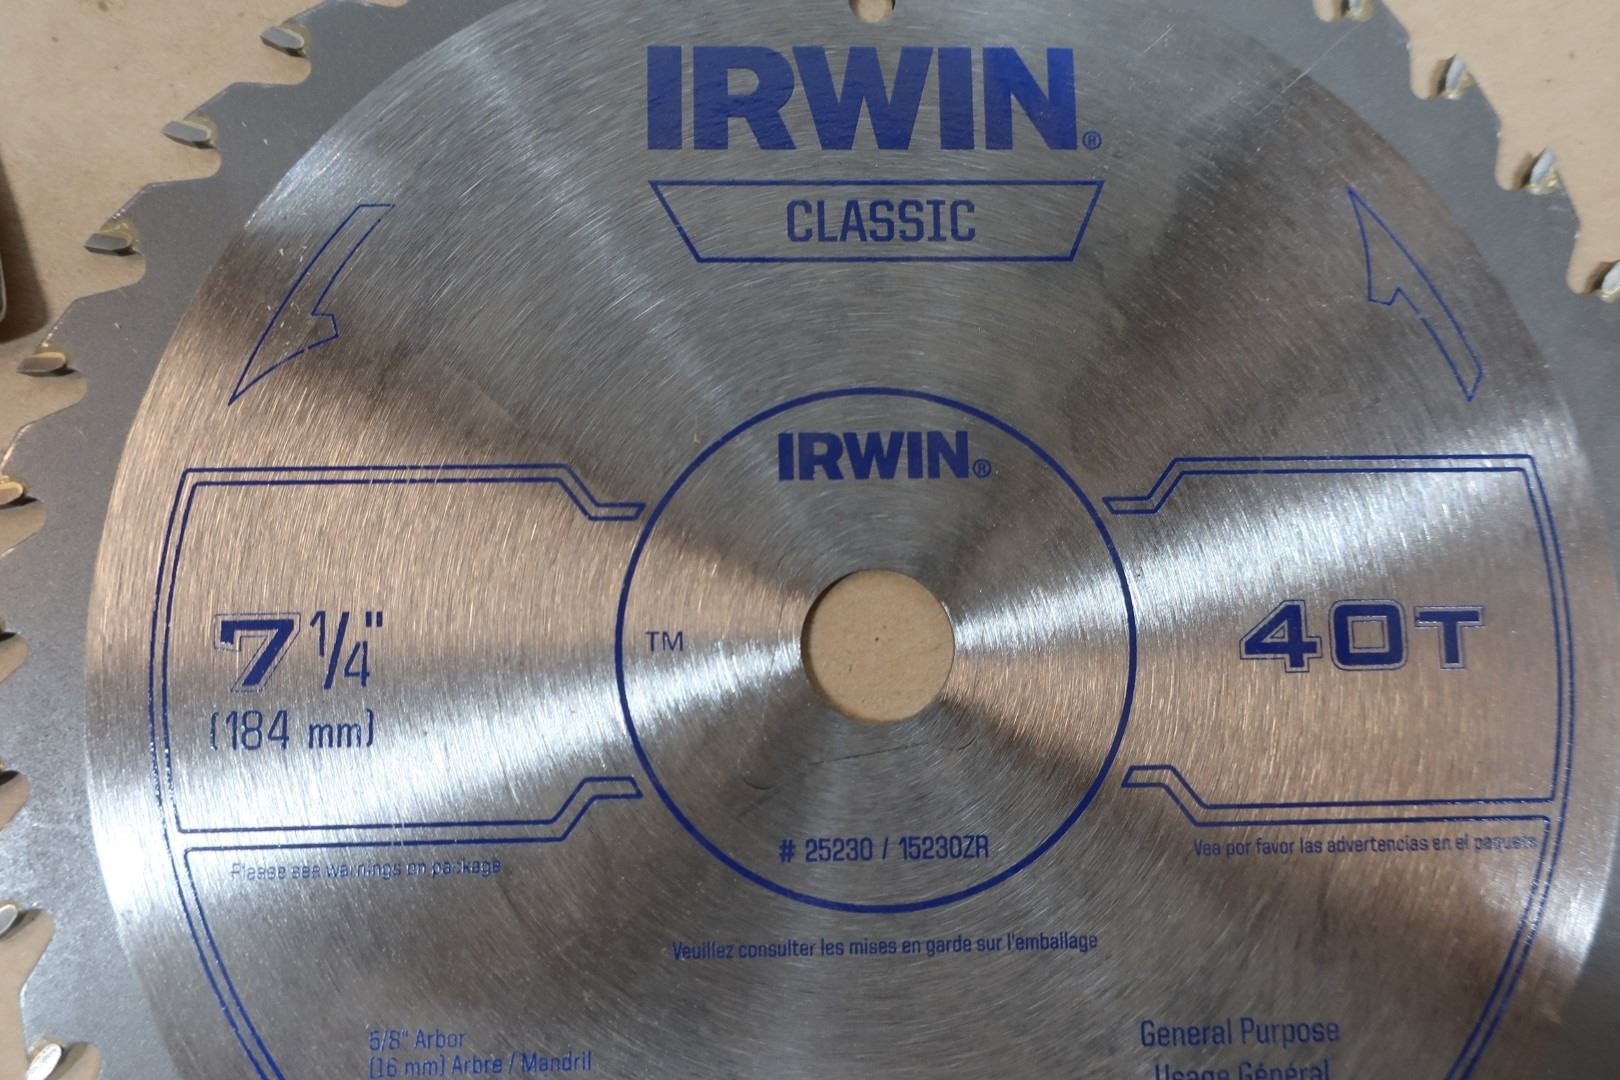 IRWIN®
CLASSIC
IRWIN®
7 1/4"
(184 mm)
TM
40T
# 25230 / 15230ZR
Please see warnings on package
Vea por favor las advertencias en el paquete
Veuillez consulter les mises en garde sur l'emballage
5/8" Arbor
(16 mm) Arbre / Mandril
General Purpose
Usage Général